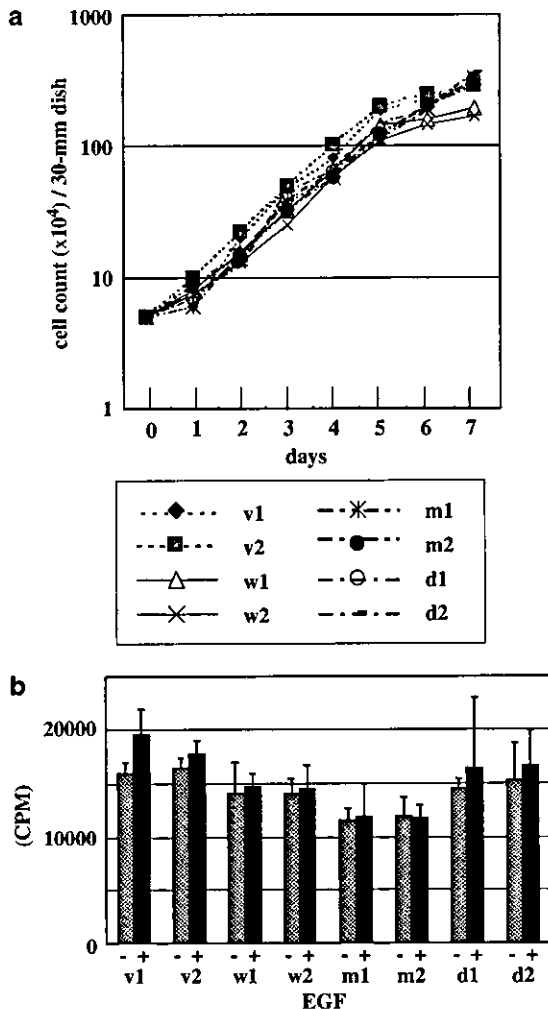 a
1000
100
10
1
cell count (x10⁴) / 30-mm dish
0 1 2 3 4 5 6 7
days
v1 m1
v2 m2
w1 d1
w2 d2
b
20000
10000
0
(CPM)
- + - + - + - + - + - + - + - +
v1 v2 w1 w2 m1 m2 d1 d2
EGF